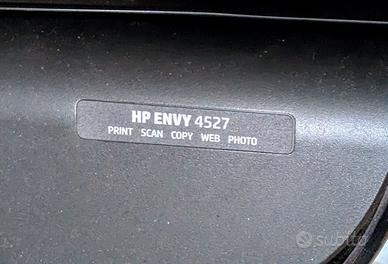 HP ENVY 4527
PRINT SCAN COPY WEB PHOTO
subito